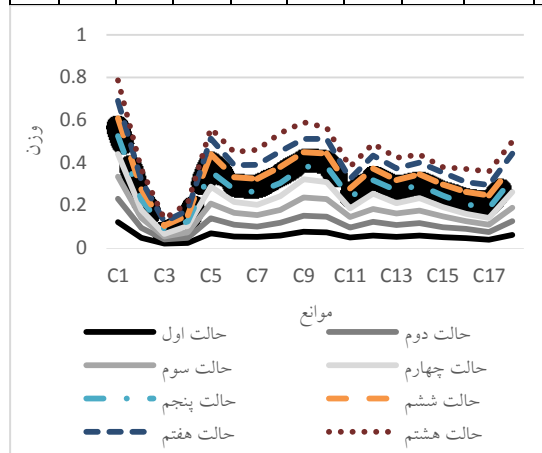 1
0.8
0.6
0.4
0.2
0
وزن
C1 C3 C5 C7 C9 C11 C13 C15 C17
موانع
حالت اول حالت دوم
حالت سوم حالت چهارم
حالت پنجم حالت ششم
حالت هفتم حالت هشتم